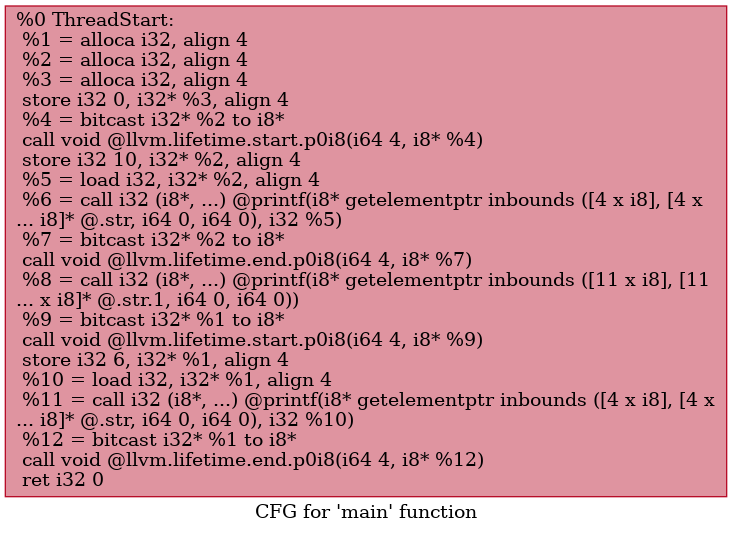 %0 ThreadStart:
%1 = alloca i32, align 4
%2 = alloca i32, align 4
%3 = alloca i32, align 4
store i32 0, i32* %3, align 4
%4 = bitcast i32* %2 to i8*
call void @llvm.lifetime.start.p0i8(i64 4, i8* %4)
store i32 10, i32* %2, align 4
%5 = load i32, i32* %2, align 4
%6 = call i32 (i8*, ...) @printf(i8* getelementptr inbounds ([4 x i8], [4 x
... i8]* @.str, i64 0, i64 0), i32 %5)
%7 = bitcast i32* %2 to i8*
call void @llvm.lifetime.end.p0i8(i64 4, i8* %7)
%8 = call i32 (i8*, ...) @printf(i8* getelementptr inbounds ([11 x i8], [11
... x i8]* @.str.1, i64 0, i64 0))
%9 = bitcast i32* %1 to i8*
call void @llvm.lifetime.start.p0i8(i64 4, i8* %9)
store i32 6, i32* %1, align 4
%10 = load i32, i32* %1, align 4
%11 = call i32 (i8*, ...) @printf(i8* getelementptr inbounds ([4 x i8], [4 x
... i8]* @.str, i64 0, i64 0), i32 %10)
%12 = bitcast i32* %1 to i8*
call void @llvm.lifetime.end.p0i8(i64 4, i8* %12)
ret i32 0
CFG for 'main' function